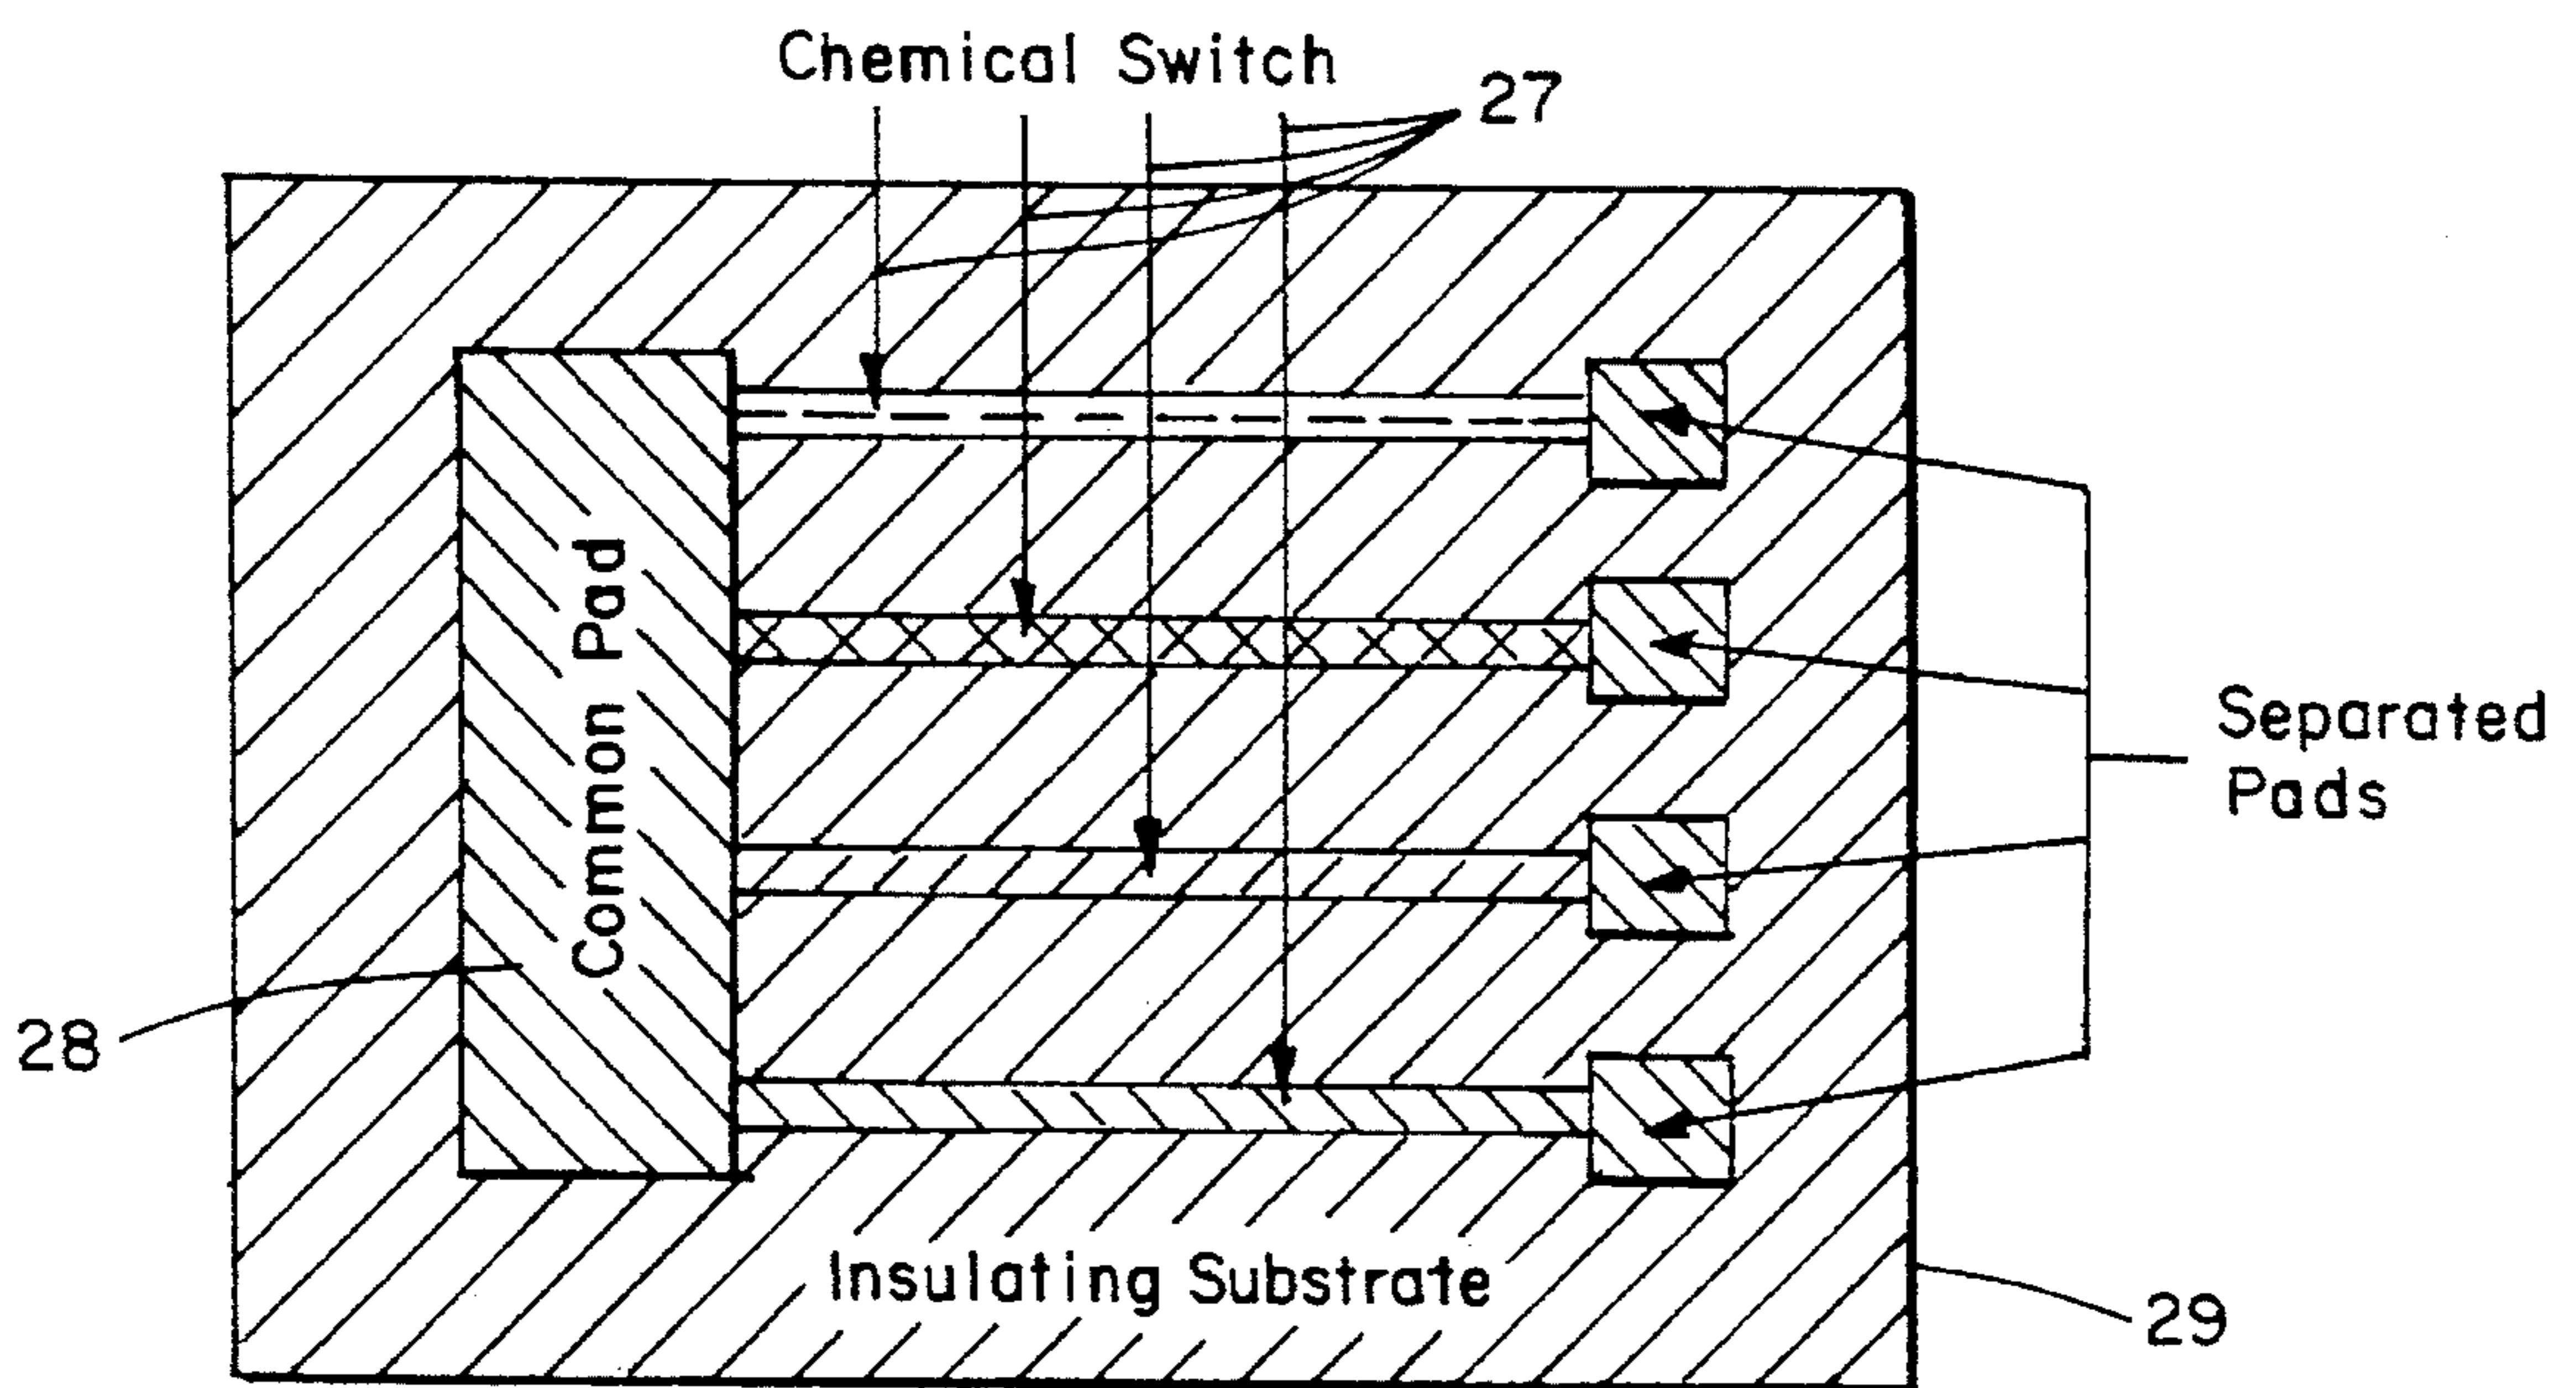 Chemical Switch
27
Common Pad
Separated
Pads
28
Insulating Substrate
29